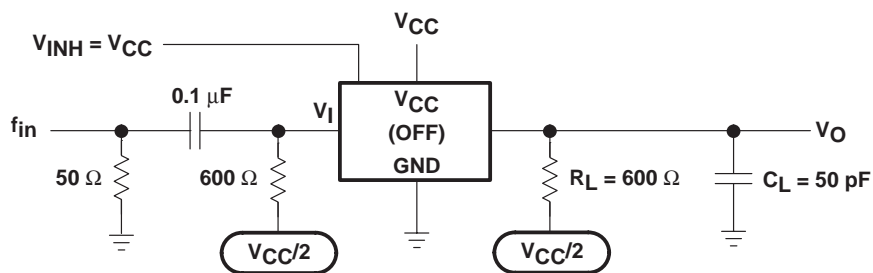 VCC
VINH = VCC
0.1 μF
VI
VCC
(OFF)
GND
fin
VO
50 Ω
600 Ω
RL = 600 Ω
CL = 50 pF
VCC/2
VCC/2